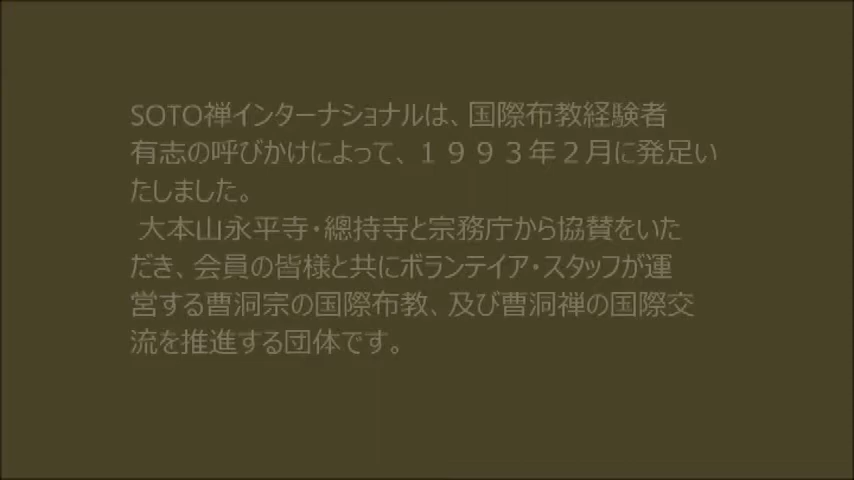 SOTO禅インターナショナルは、国際布教経験者
有志の呼びかけによって、１９９３年２月に発足い
たしました。
大本山永平寺・總持寺と宗務庁から協賛をいた
だき、会員の皆様と共にボランテイア・スタッフが運
営する曹洞宗の国際布教、及び曹洞禅の国際交
流を推進する団体です。